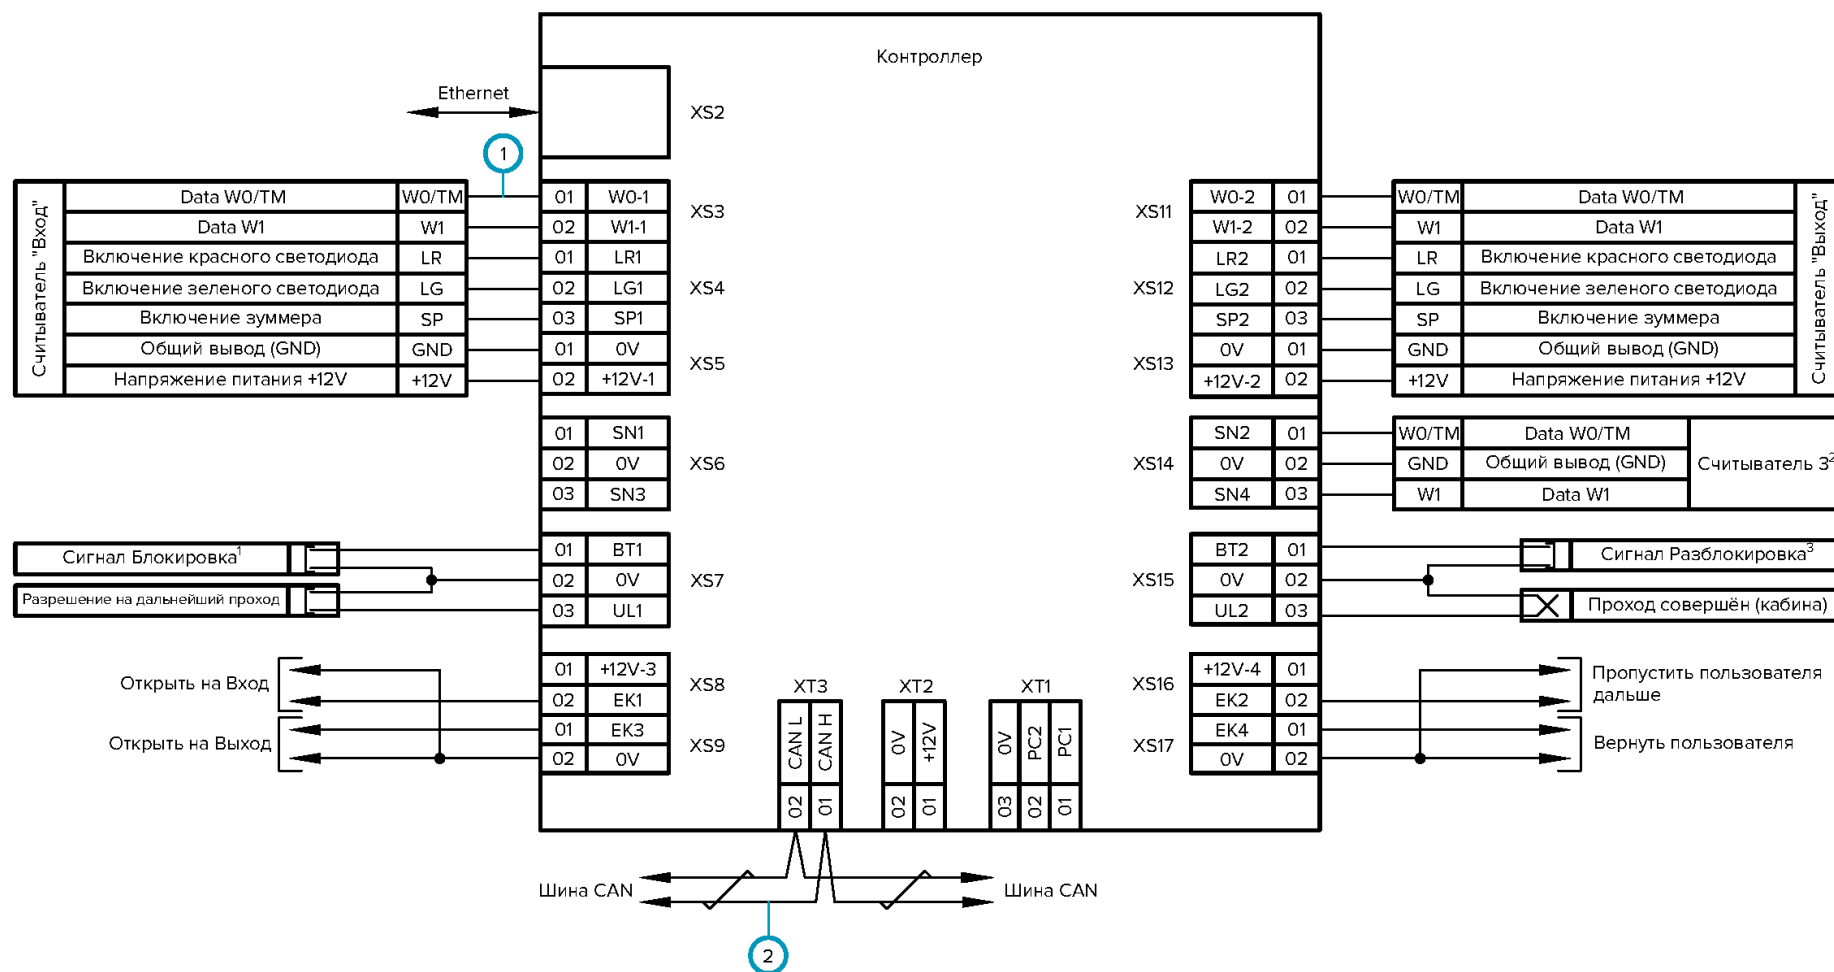 Контроллер
Ethernet
XS2
1
Считыватель "Вход"
Data W0/TM W0/TM 01 W0-1
Data W1 W1 02 W1-1
XS3
Включение красного светодиода LR 01 LR1
Включение зеленого светодиода LG 02 LG1
Включение зуммера SP 03 SP1
XS4
Общий вывод (GND) GND 01 0V
Напряжение питания +12V +12V 02 +12V-1
XS5
01 SN1
02 0V
03 SN3
XS6
Сигнал Блокировка¹
Разрешение на дальнейший проход
01 BT1
02 0V
03 UL1
XS7
Открыть на Вход
01 +12V-3
02 EK1
XS8
Открыть на Выход
01 EK3
02 0V
XS9
XS11
W0-2 01 W0/TM Data W0/TM
W1-2 02 W1 Data W1
XS12
LR2 01 LR Включение красного светодиода
LG2 02 LG Включение зеленого светодиода
SP2 03 SP Включение зуммера
XS13
0V 01 GND Общий вывод (GND)
+12V-2 02 +12V Напряжение питания +12V
Считыватель "Выход"
XS14
SN2 01 W0/TM Data W0/TM
0V 02 GND Общий вывод (GND)
SN4 03 W1 Data W1
Считыватель 3²
XS15
BT2 01
0V 02
UL2 03
Сигнал Разблокировка³
Проход совершён (кабина)
XS16
+12V-4 01
EK2 02
Пропустить пользователя
дальше
XS17
EK4 01
0V 02
Вернуть пользователя
XT3
CAN L 02
CAN H 01
XT2
0V 02
+12V 01
XT1
0V 03
PC2 02
PC1 01
Шина CAN
Шина CAN
2